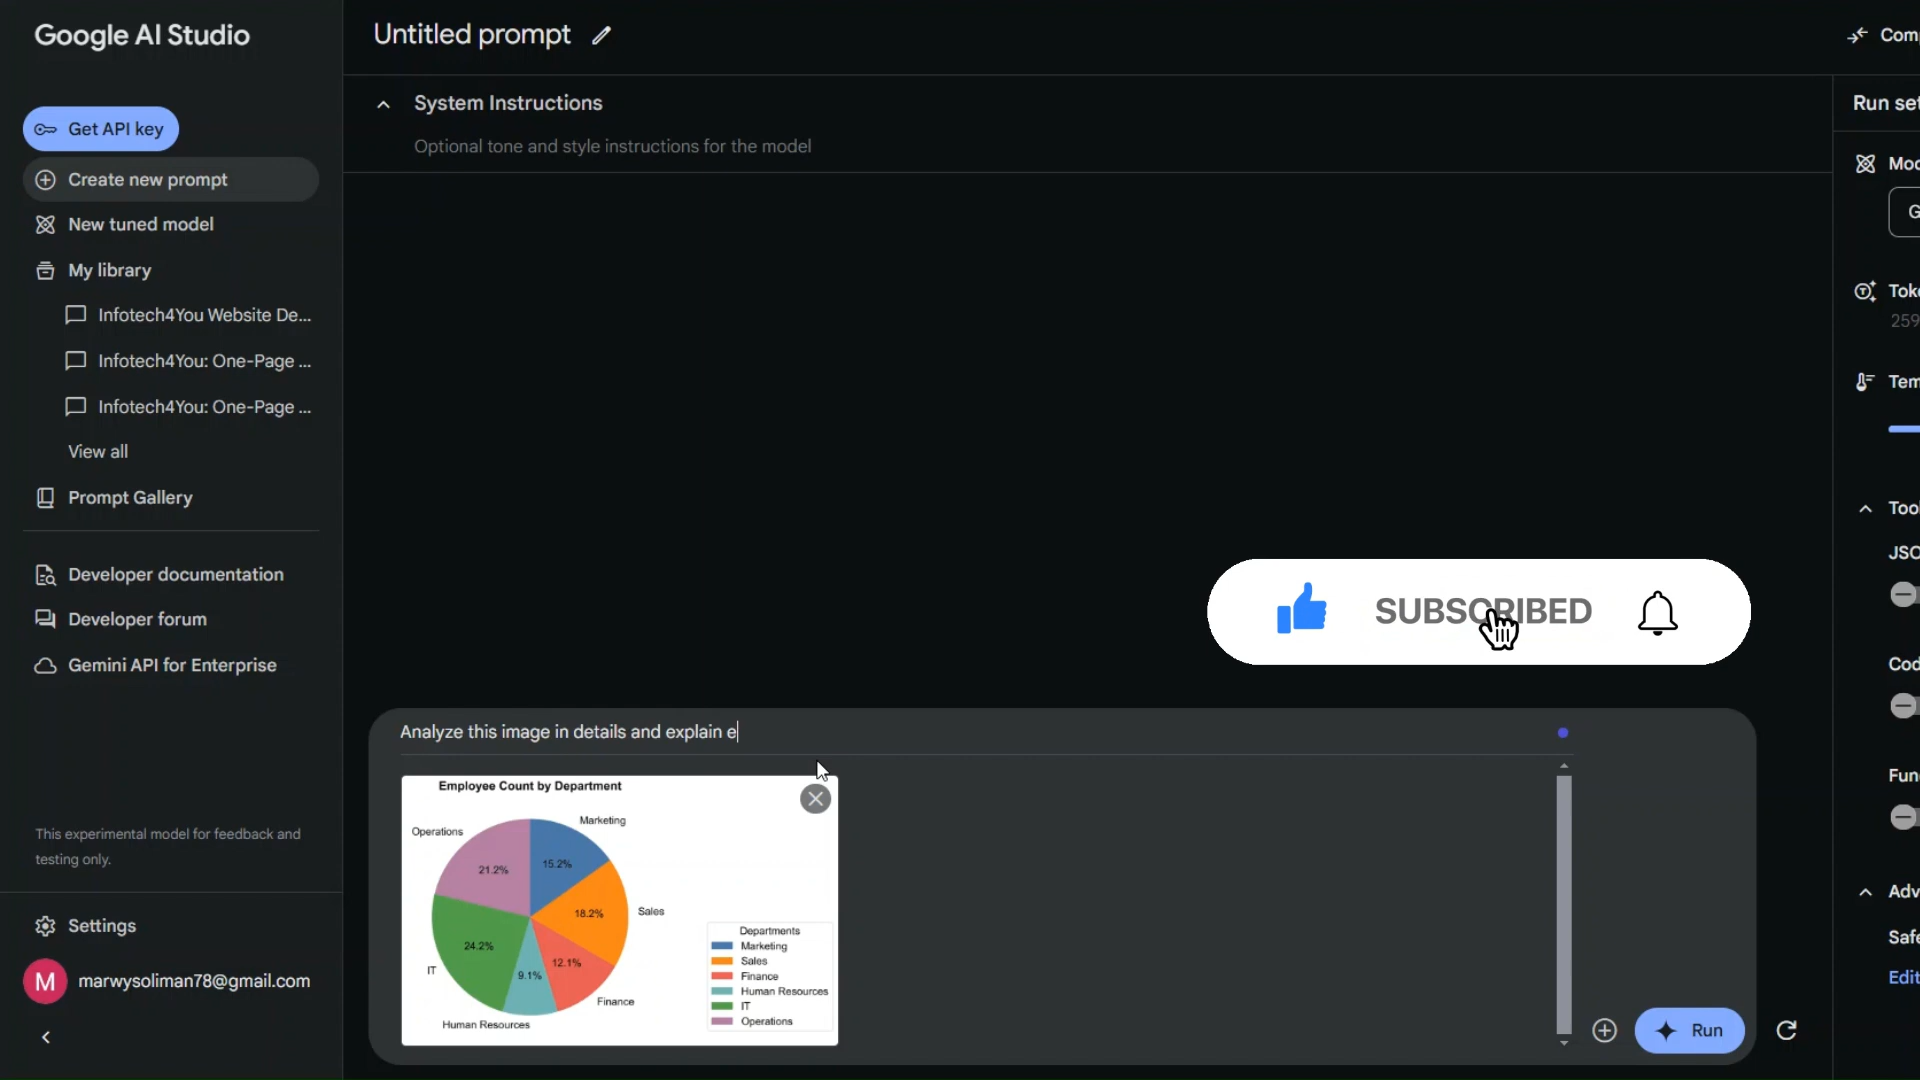 Google AI Studio
Get API key
Create new prompt
New tuned model
My library
Infotech4You Website De...
Infotech4You: One-Page ...
Infotech4You: One-Page ...
View all
Prompt Gallery
Developer documentation
Developer forum
Gemini API for Enterprise
This experimental model for feedback and
testing only.
Settings
M
marwysoliman78@gmail.com
Untitled prompt
System Instructions
Optional tone and style instructions for the model
SUBSCRIBED
Analyze this image in details and explain e
Employee Count by Department
Marketing
Operations
15.2%
21.2%
Sales
18.2%
24.2%
12.1%
IT
9.1%
Finance
Human Resources
Departments
Marketing
Sales
Finance
Human Resources
IT
Operations
Run
Com
Run set
Mod
G
Toke
259
Tem
Tool
JSO
Cod
Fun
Adv
Safe
Edit